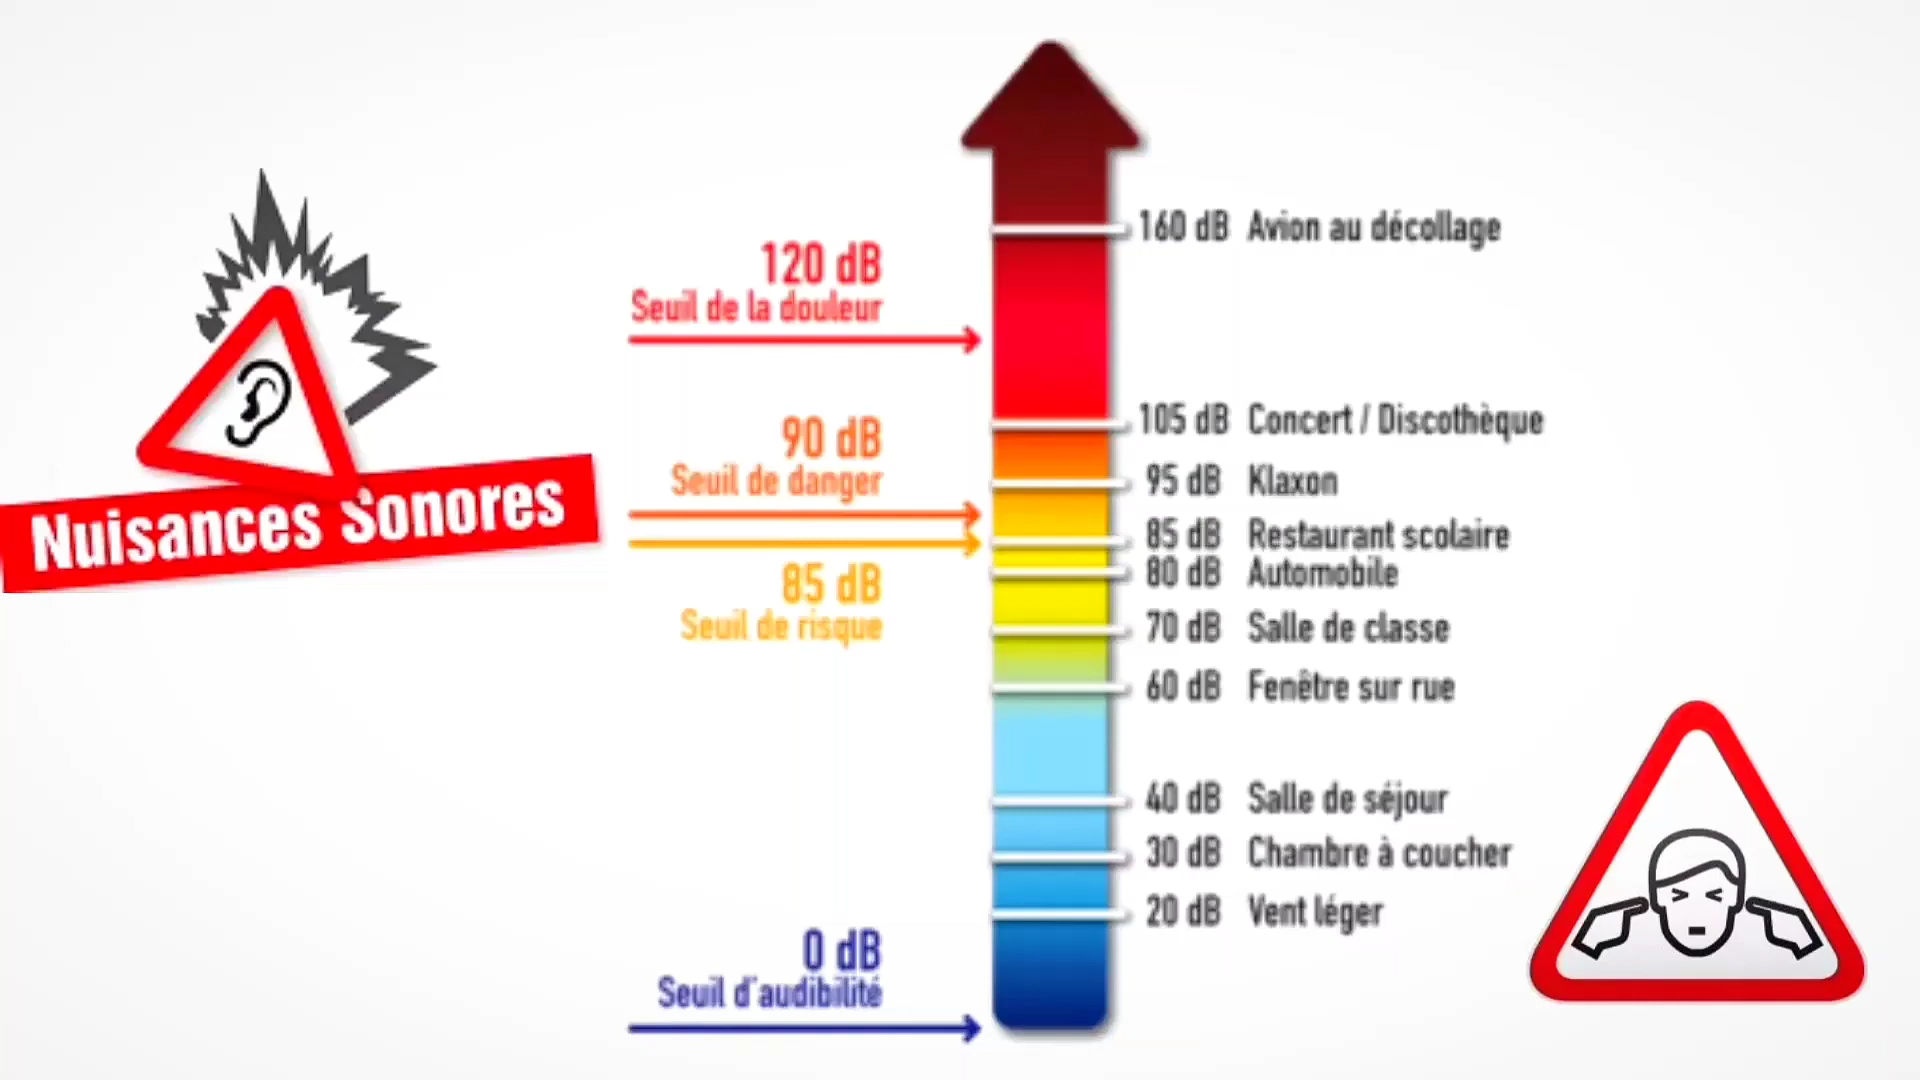 Nuisances Sonores
120 dB
Seuil de la douleur
90 dB
Seuil de danger
85 dB
Seuil de risque
0 dB
Seuil d'audibilité
160 dB Avion au décollage
105 dB Concert / Discothèque
95 dB Klaxon
85 dB Restaurant scolaire
80 dB Automobile
70 dB Salle de classe
60 dB Fenêtre sur rue
40 dB Salle de séjour
30 dB Chambre à coucher
20 dB Vent léger